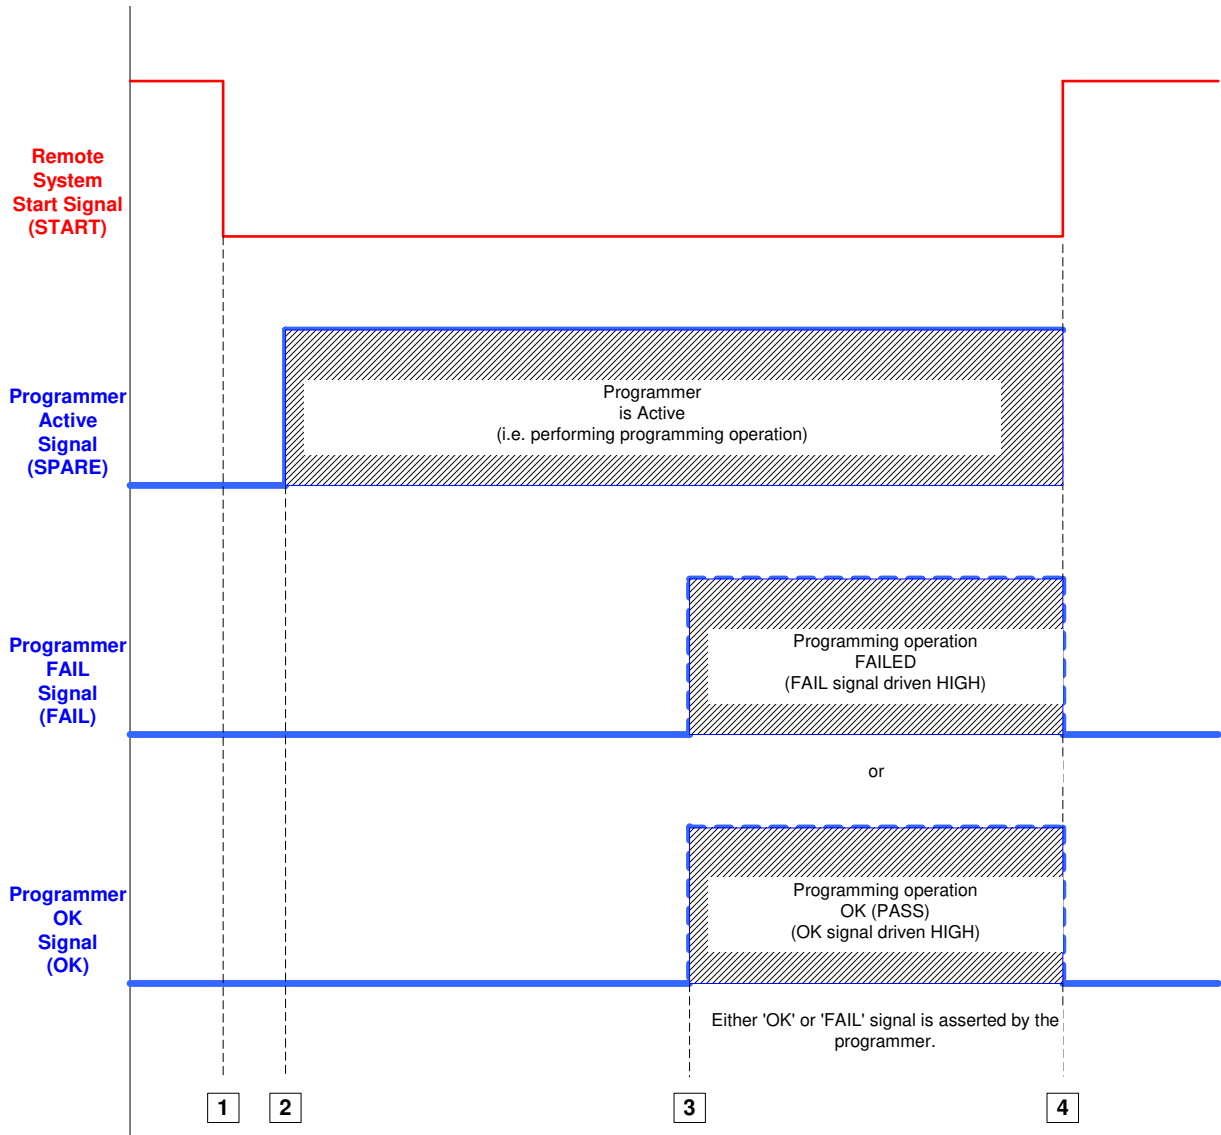 Remote
System
Start Signal
(START)
Programmer
Active
Signal
(SPARE)
Programmer
is Active
(i.e. performing programming operation)
Programmer
FAIL
Signal
(FAIL)
Programming operation
FAILED
(FAIL signal driven HIGH)
or
Programmer
OK
Signal
(OK)
Programming operation
OK (PASS)
(OK signal driven HIGH)
Either 'OK' or 'FAIL' signal is asserted by the
programmer.
1 2 3 4